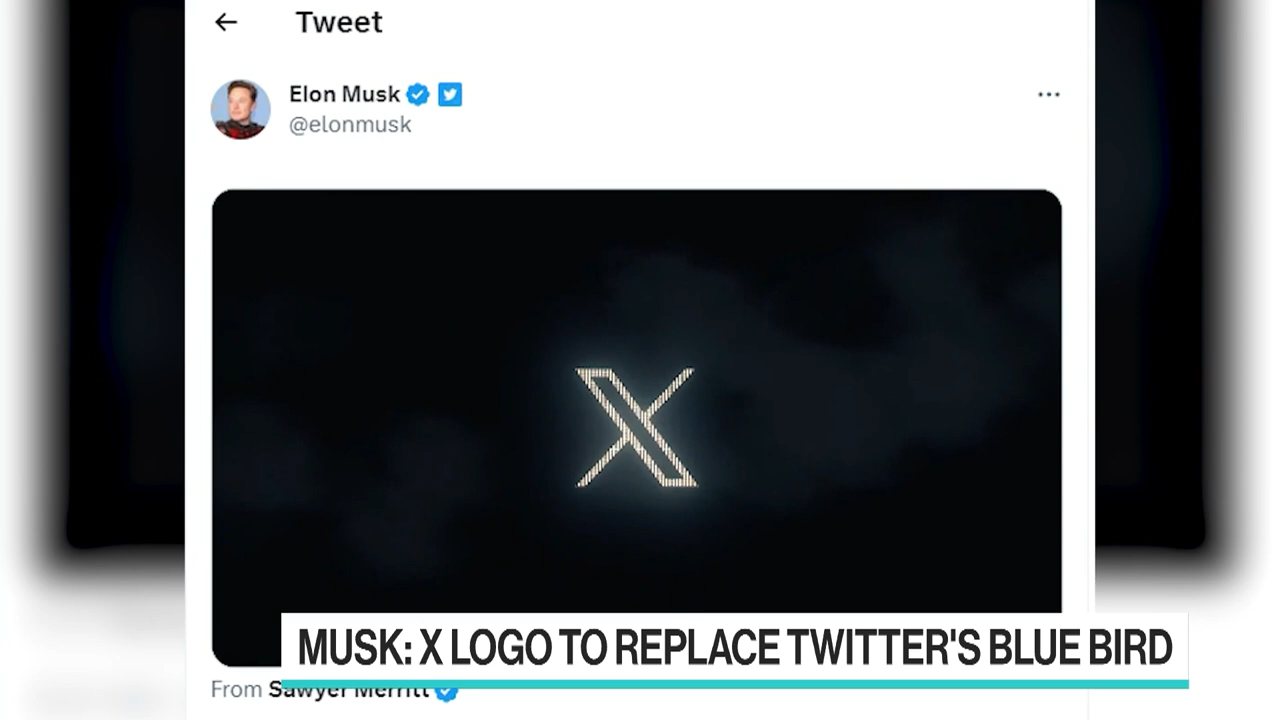 Tweet
Elon Musk
@elonmusk
X
From Sawyer Merritt
MUSK: X LOGO TO REPLACE TWITTER'S BLUE BIRD